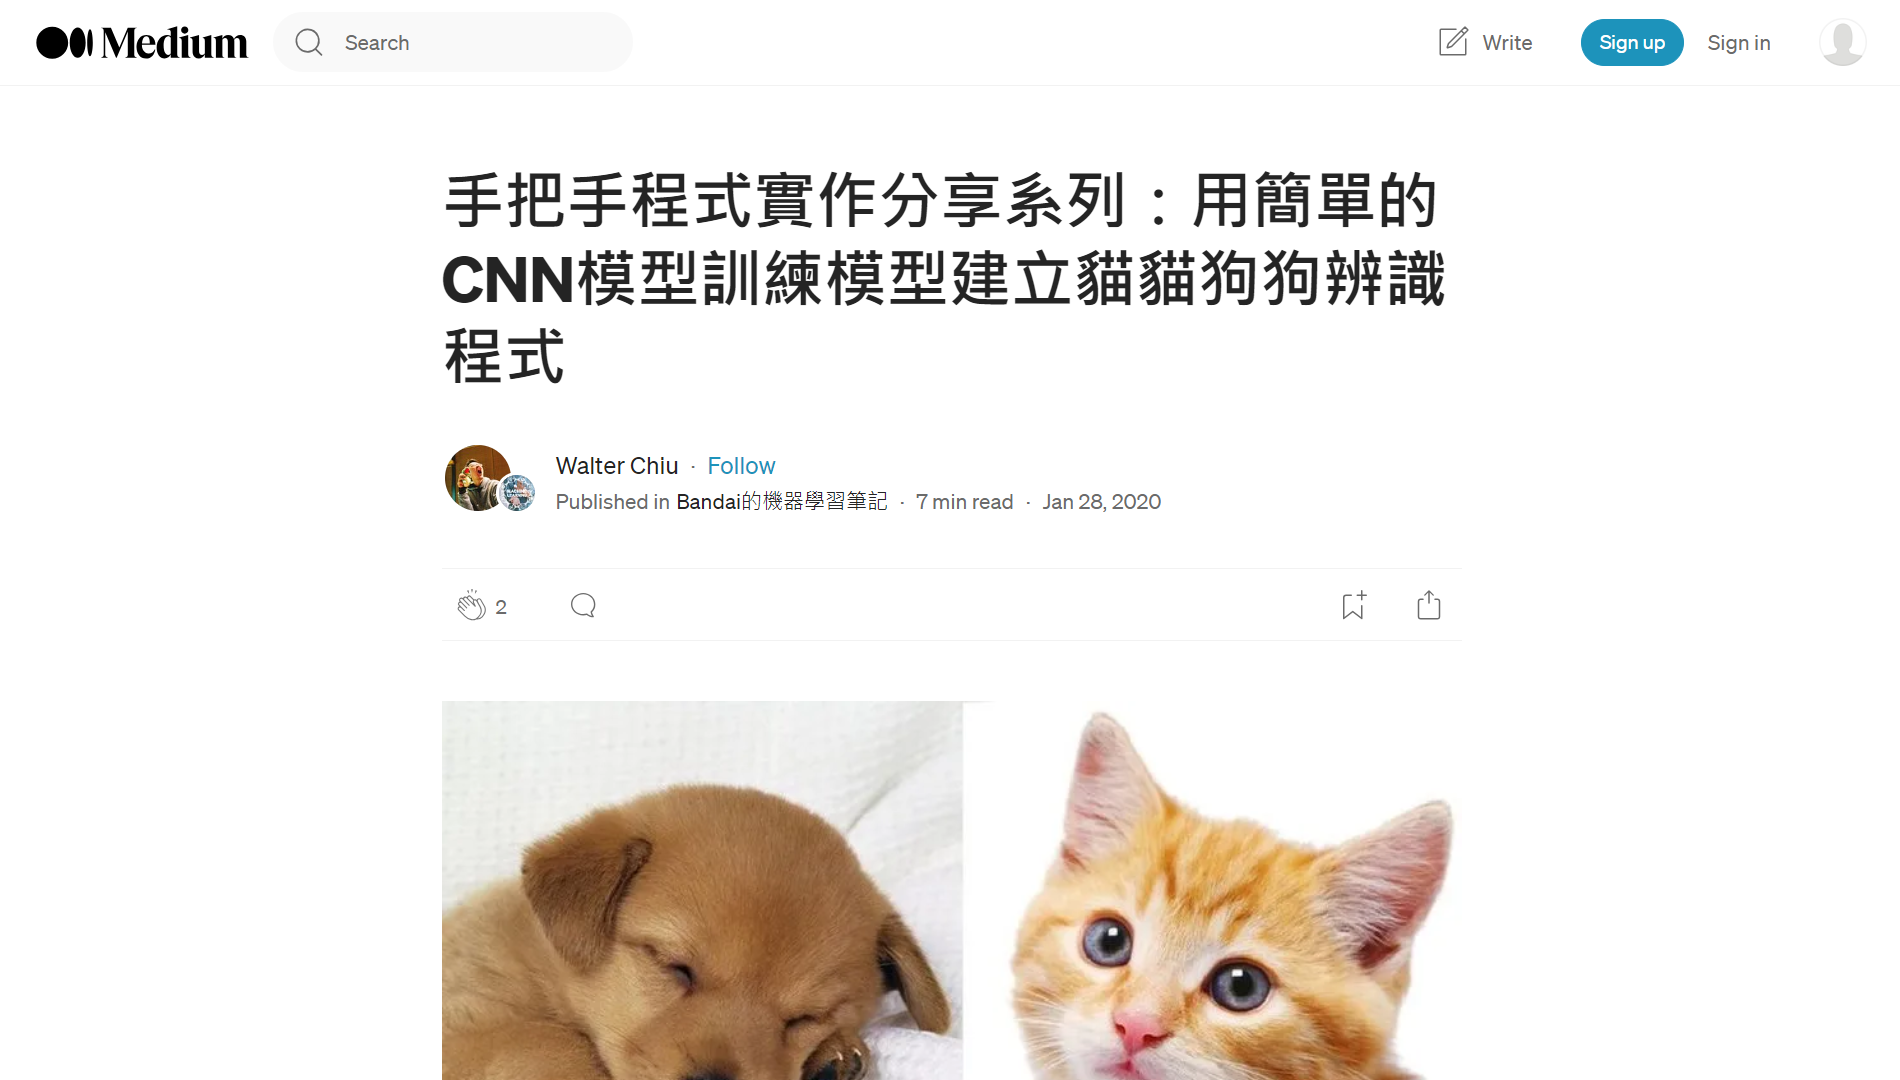 Medium
Search
Write
Sign up
Sign in
手把手程式實作分享系列：用簡單的
CNN模型訓練模型建立貓貓狗狗辨識
程式
Walter Chiu · Follow
Published in Bandai的機器學習筆記 · 7 min read · Jan 28, 2020
2